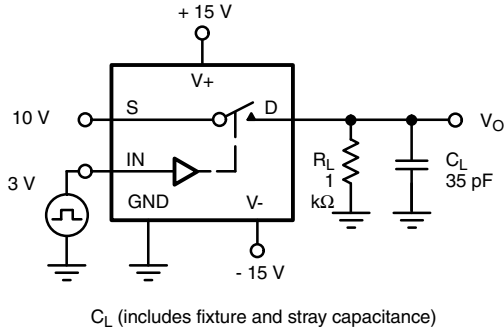 + 15 V
V+
10 V
S
D
V_O
IN
3 V
R_L
1
kΩ
C_L
35 pF
GND
V-
- 15 V
C_L (includes fixture and stray capacitance)